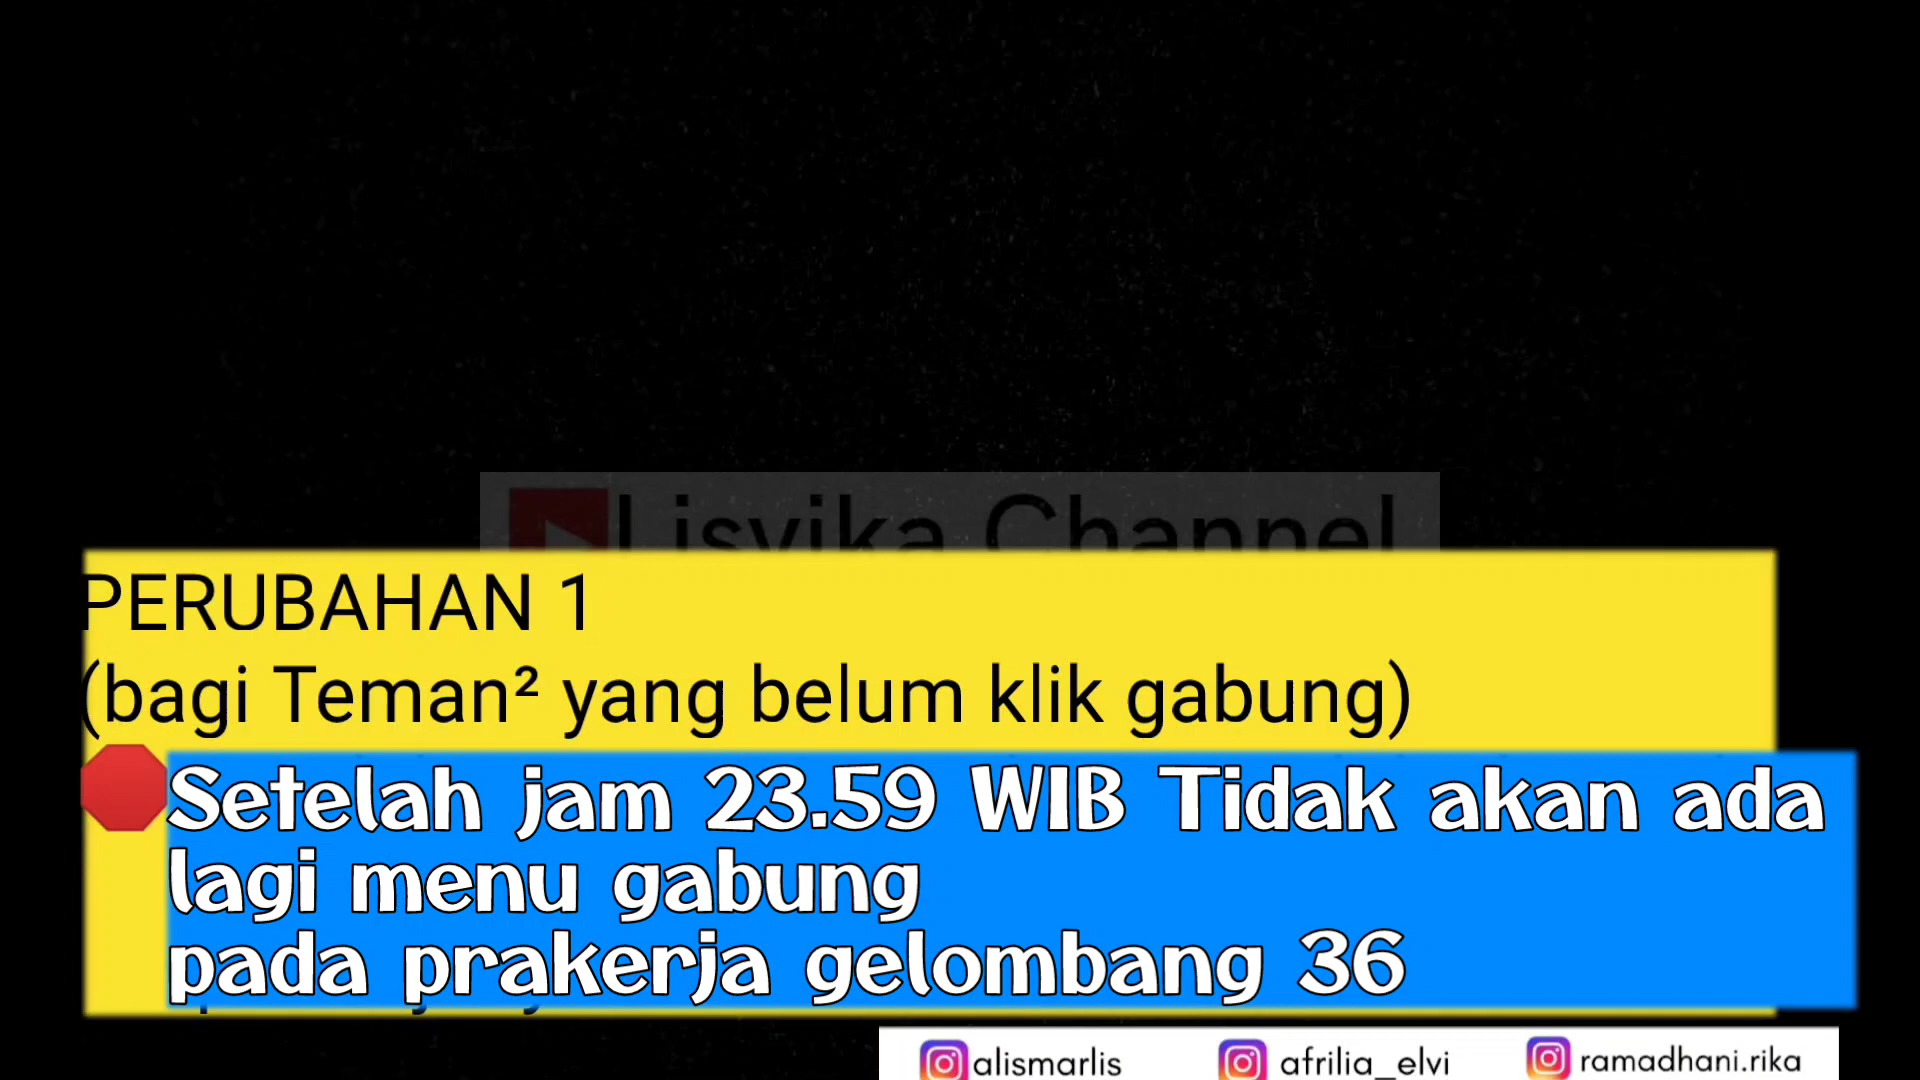 Lisvika Channel
PERUBAHAN 1
(bagi Teman² yang belum klik gabung)
Setelah jam 23.59 WIB Tidak akan ada
lagi menu gabung
pada prakerja gelombang 36
alismarlis afrilia_elvi ramadhani.rika